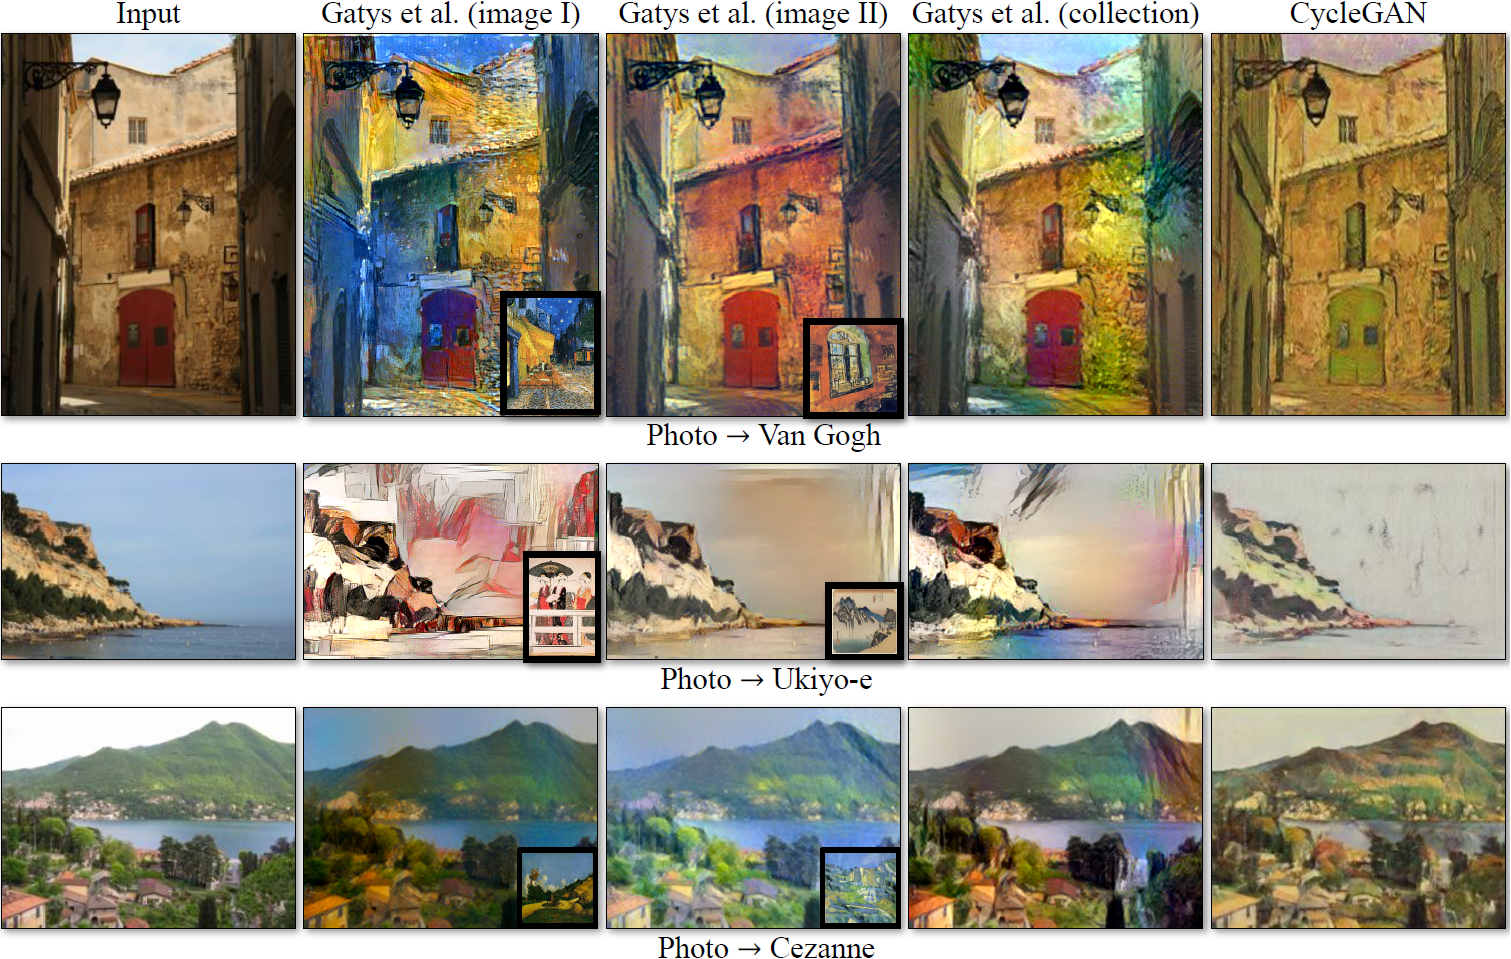 Input Gatys et al. (image I) Gatys et al. (image II) Gatys et al. (collection) CycleGAN
Photo → Van Gogh
Photo → Ukiyo-e
Photo → Cezanne